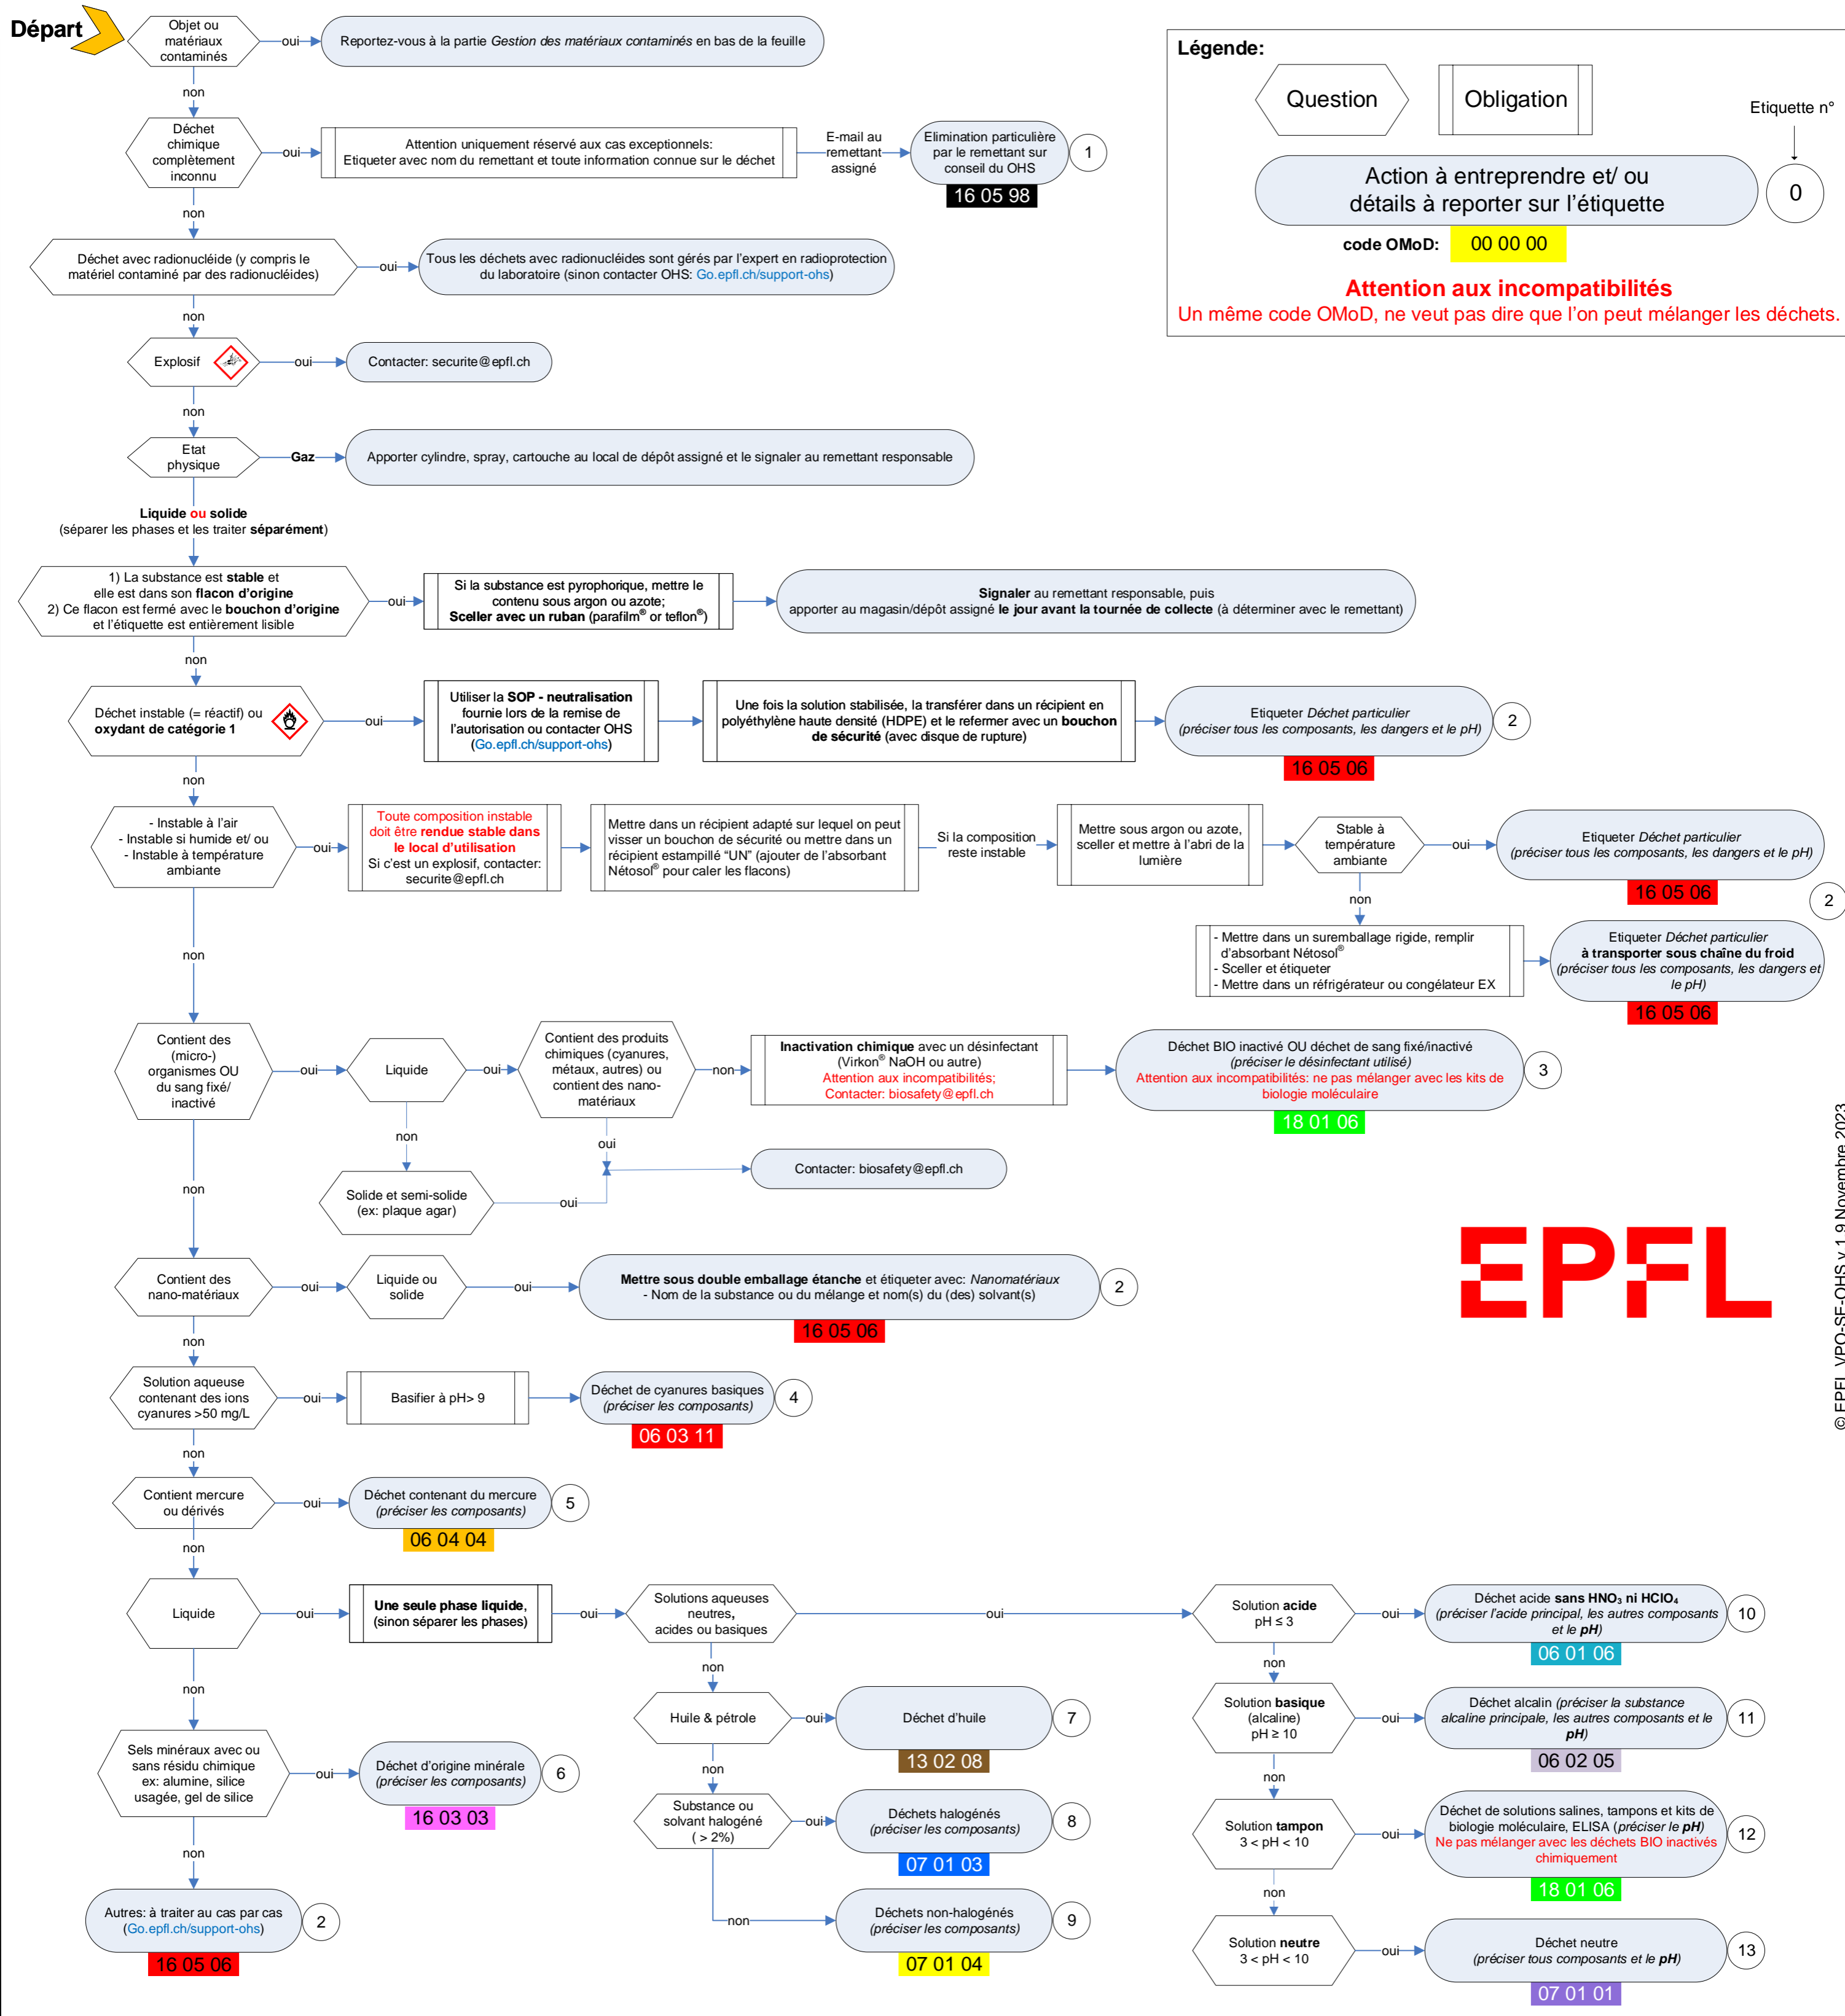 Départ
Objet ou
matériaux
contaminés
oui
Reportez-vous à la partie Gestion des matériaux contaminés en bas de la feuille
Légende:
Question
Obligation
Etiquette n°
Action à entreprendre et/ ou
détails à reporter sur l’étiquette
0
code OMoD:
00 00 00
Attention aux incompatibilités
Un même code OMoD, ne veut pas dire que l’on peut mélanger les déchets.
non
Déchet
chimique
complètement
inconnu
oui
Attention uniquement réservé aux cas exceptionnels:
Etiqueter avec nom du remettant et toute information connue sur le déchet
E-mail au
remettant
assigné
Elimination particulière
par le remettant sur
conseil du OHS
1
16 05 98
non
Déchet avec radionucléide (y compris le
matériel contaminé par des radionucléides)
oui
Tous les déchets avec radionucléides sont gérés par l’expert en radioprotection
du laboratoire (sinon contacter OHS: Go.epfl.ch/support-ohs)
non
Explosif
oui
Contacter: securite@epfl.ch
non
Etat
physique
Gaz
Apporter cylindre, spray, cartouche au local de dépôt assigné et le signaler au remettant responsable
Liquide ou solide
(séparer les phases et les traiter séparément)
1) La substance est stable et
elle est dans son flacon d’origine
2) Ce flacon est fermé avec le bouchon d’origine
et l’étiquette est entièrement lisible
oui
Si la substance est pyrophorique, mettre le
contenu sous argon ou azote;
Sceller avec un ruban (parafilm® or teflon®)
Signaler au remettant responsable, puis
apporter au magasin/dépôt assigné le jour avant la tournée de collecte (à déterminer avec le remettant)
non
Déchet instable (= réactif) ou
oxydant de catégorie 1
oui
Utiliser la SOP - neutralisation
fournie lors de la remise de
l’autorisation ou contacter OHS
(Go.epfl.ch/support-ohs)
Une fois la solution stabilisée, la transférer dans un récipient en
polyéthylène haute densité (HDPE) et le refermer avec un bouchon
de sécurité (avec disque de rupture)
Etiqueter Déchet particulier
(préciser tous les composants, les dangers et le pH)
2
16 05 06
non
- Instable à l’air
- Instable si humide et/ ou
- Instable à température
ambiante
oui
Toute composition instable
doit être rendue stable dans
le local d’utilisation
Si c’est un explosif, contacter:
securite@epfl.ch
Mettre dans un récipient adapté sur lequel on peut
visser un bouchon de sécurité ou mettre dans un
récipient estampillé “UN” (ajouter de l’absorbant
Nétosol® pour caler les flacons)
Si la composition
reste instable
Mettre sous argon ou azote,
sceller et mettre à l’abri de la
lumière
Stable à
température
ambiante
oui
Etiqueter Déchet particulier
(préciser tous les composants, les dangers et le pH)
16 05 06
2
non
- Mettre dans un suremballage rigide, remplir
d’absorbant Nétosol®
- Sceller et étiqueter
- Mettre dans un réfrigérateur ou congélateur EX
Etiqueter Déchet particulier
à transporter sous chaîne du froid
(préciser tous les composants, les dangers et
le pH)
16 05 06
non
Contient des
(micro-)
organismes OU
du sang fixé/
inactivé
oui
Liquide
oui
Contient des produits
chimiques (cyanures,
métaux, autres) ou
contient des nano-
matériaux
non
Inactivation chimique avec un désinfectant
(Virkon® NaOH ou autre)
Attention aux incompatibilités;
Contacter: biosafety@epfl.ch
Déchet BIO inactivé OU déchet de sang fixé/inactivé
(préciser le désinfectant utilisé)
Attention aux incompatibilités: ne pas mélanger avec les kits de
biologie moléculaire
3
18 01 06
non
oui
Contacter: biosafety@epfl.ch
Solide et semi-solide
(ex: plaque agar)
oui
non
EPFL
© EPFL, VPO-SE-OHS v 1.9 Novembre 2023
Contient des
nano-matériaux
oui
Liquide ou
solide
oui
Mettre sous double emballage étanche et étiqueter avec: Nanomatériaux
- Nom de la substance ou du mélange et nom(s) du (des) solvant(s)
2
16 05 06
non
Solution aqueuse
contenant des ions
cyanures >50 mg/L
oui
Basifier à pH> 9
Déchet de cyanures basiques
(préciser les composants)
4
06 03 11
non
Contient mercure
ou dérivés
oui
Déchet contenant du mercure
(préciser les composants)
5
06 04 04
non
Liquide
oui
Une seule phase liquide,
(sinon séparer les phases)
oui
Solutions aqueuses
neutres,
acides ou basiques
oui
Solution acide
pH ≤ 3
oui
Déchet acide sans HNO₃ ni HClO₄
(préciser l’acide principal, les autres composants
et le pH)
10
06 01 06
non
non
non
Huile & pétrole
oui
Déchet d’huile
7
13 02 08
Solution basique
(alcaline)
pH ≥ 10
oui
Déchet alcalin (préciser la substance
alcaline principale, les autres composants et le
pH)
11
06 02 05
Sels minéraux avec ou
sans résidu chimique
ex: alumine, silice
usagée, gel de silice
oui
Déchet d’origine minérale
(préciser les composants)
6
16 03 03
non
Substance ou
solvant halogéné
( > 2%)
oui
Déchets halogénés
(préciser les composants)
8
07 01 03
non
Solution tampon
3 < pH < 10
oui
Déchet de solutions salines, tampons et kits de
biologie moléculaire, ELISA (préciser le pH)
Ne pas mélanger avec les déchets BIO inactivés
chimiquement
12
18 01 06
non
Autres: à traiter au cas par cas
(Go.epfl.ch/support-ohs)
2
16 05 06
non
Déchets non-halogénés
(préciser les composants)
9
07 01 04
non
Solution neutre
3 < pH < 10
oui
Déchet neutre
(préciser tous composants et le pH)
13
07 01 01